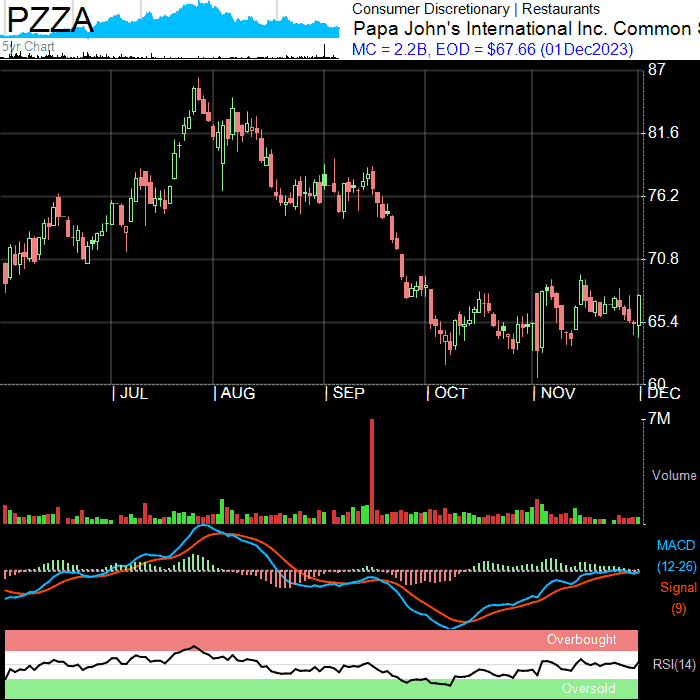 PZZA
5yr Chart
Consumer Discretionary | Restaurants
Papa John's International Inc. Common S
MC = 2.2B, EOD = $67.66 (01Dec2023)
87
81.6
76.2
70.8
65.4
60
JUL AUG SEP OCT NOV DEC
7M
Volume
MACD
(12-26)
Signal
(9)
Overbought
RSI(14)
Oversold